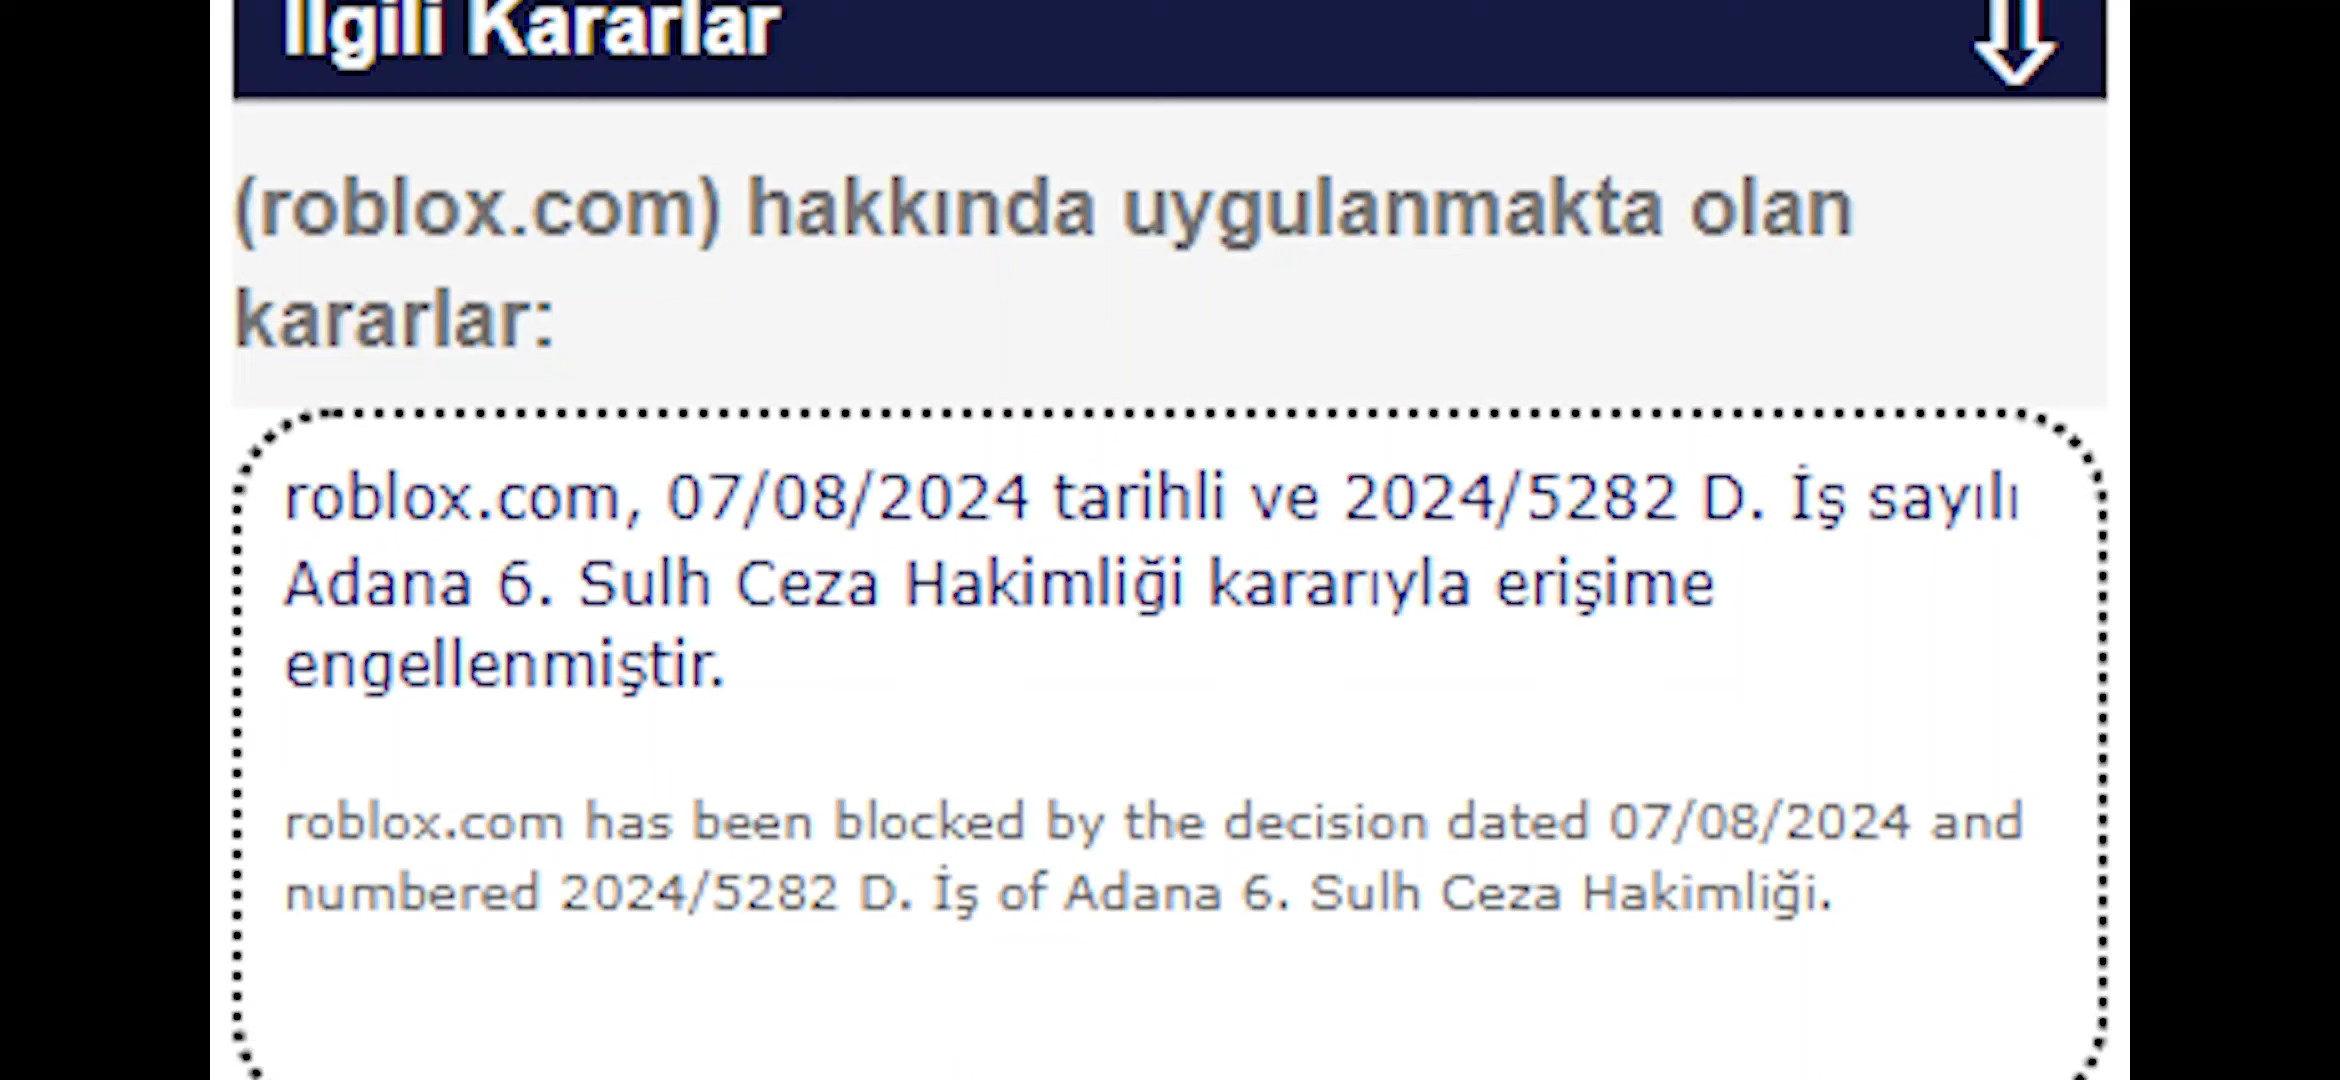 İlgili Kararlar
(roblox.com) hakkında uygulanmakta olan
kararlar:
roblox.com, 07/08/2024 tarihli ve 2024/5282 D. İş sayılı
Adana 6. Sulh Ceza Hakimliği kararıyla erişime
engellenmiştir.
roblox.com has been blocked by the decision dated 07/08/2024 and
numbered 2024/5282 D. İş of Adana 6. Sulh Ceza Hakimliği.